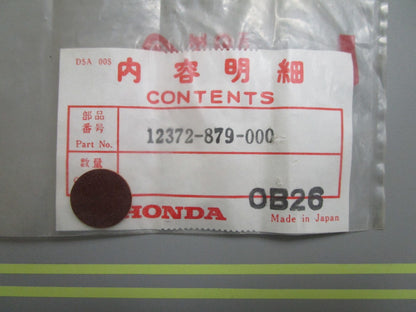 DSA 00S
内容明細
CONTENTS
部品
番号
Part No.
12372-879-000
数量
HONDA
0B26
Made in Japan